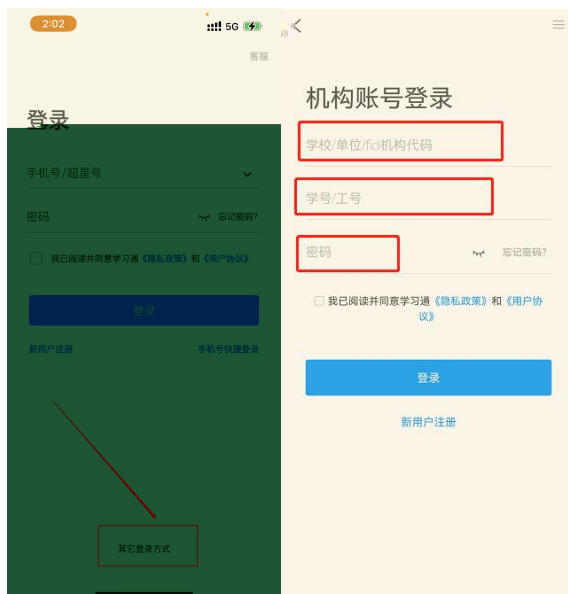 2:02
5G
客服
登录
手机号/超星号
密码
忘记密码?
我已阅读并同意学习通《隐私政策》和《用户协议》
登录
新用户注册
手机号快捷登录
其它登录方式
机构账号登录
学校/单位/fid机构代码
学号/工号
密码
忘记密码?
我已阅读并同意学习通《隐私政策》和《用户协
议》
登录
新用户注册